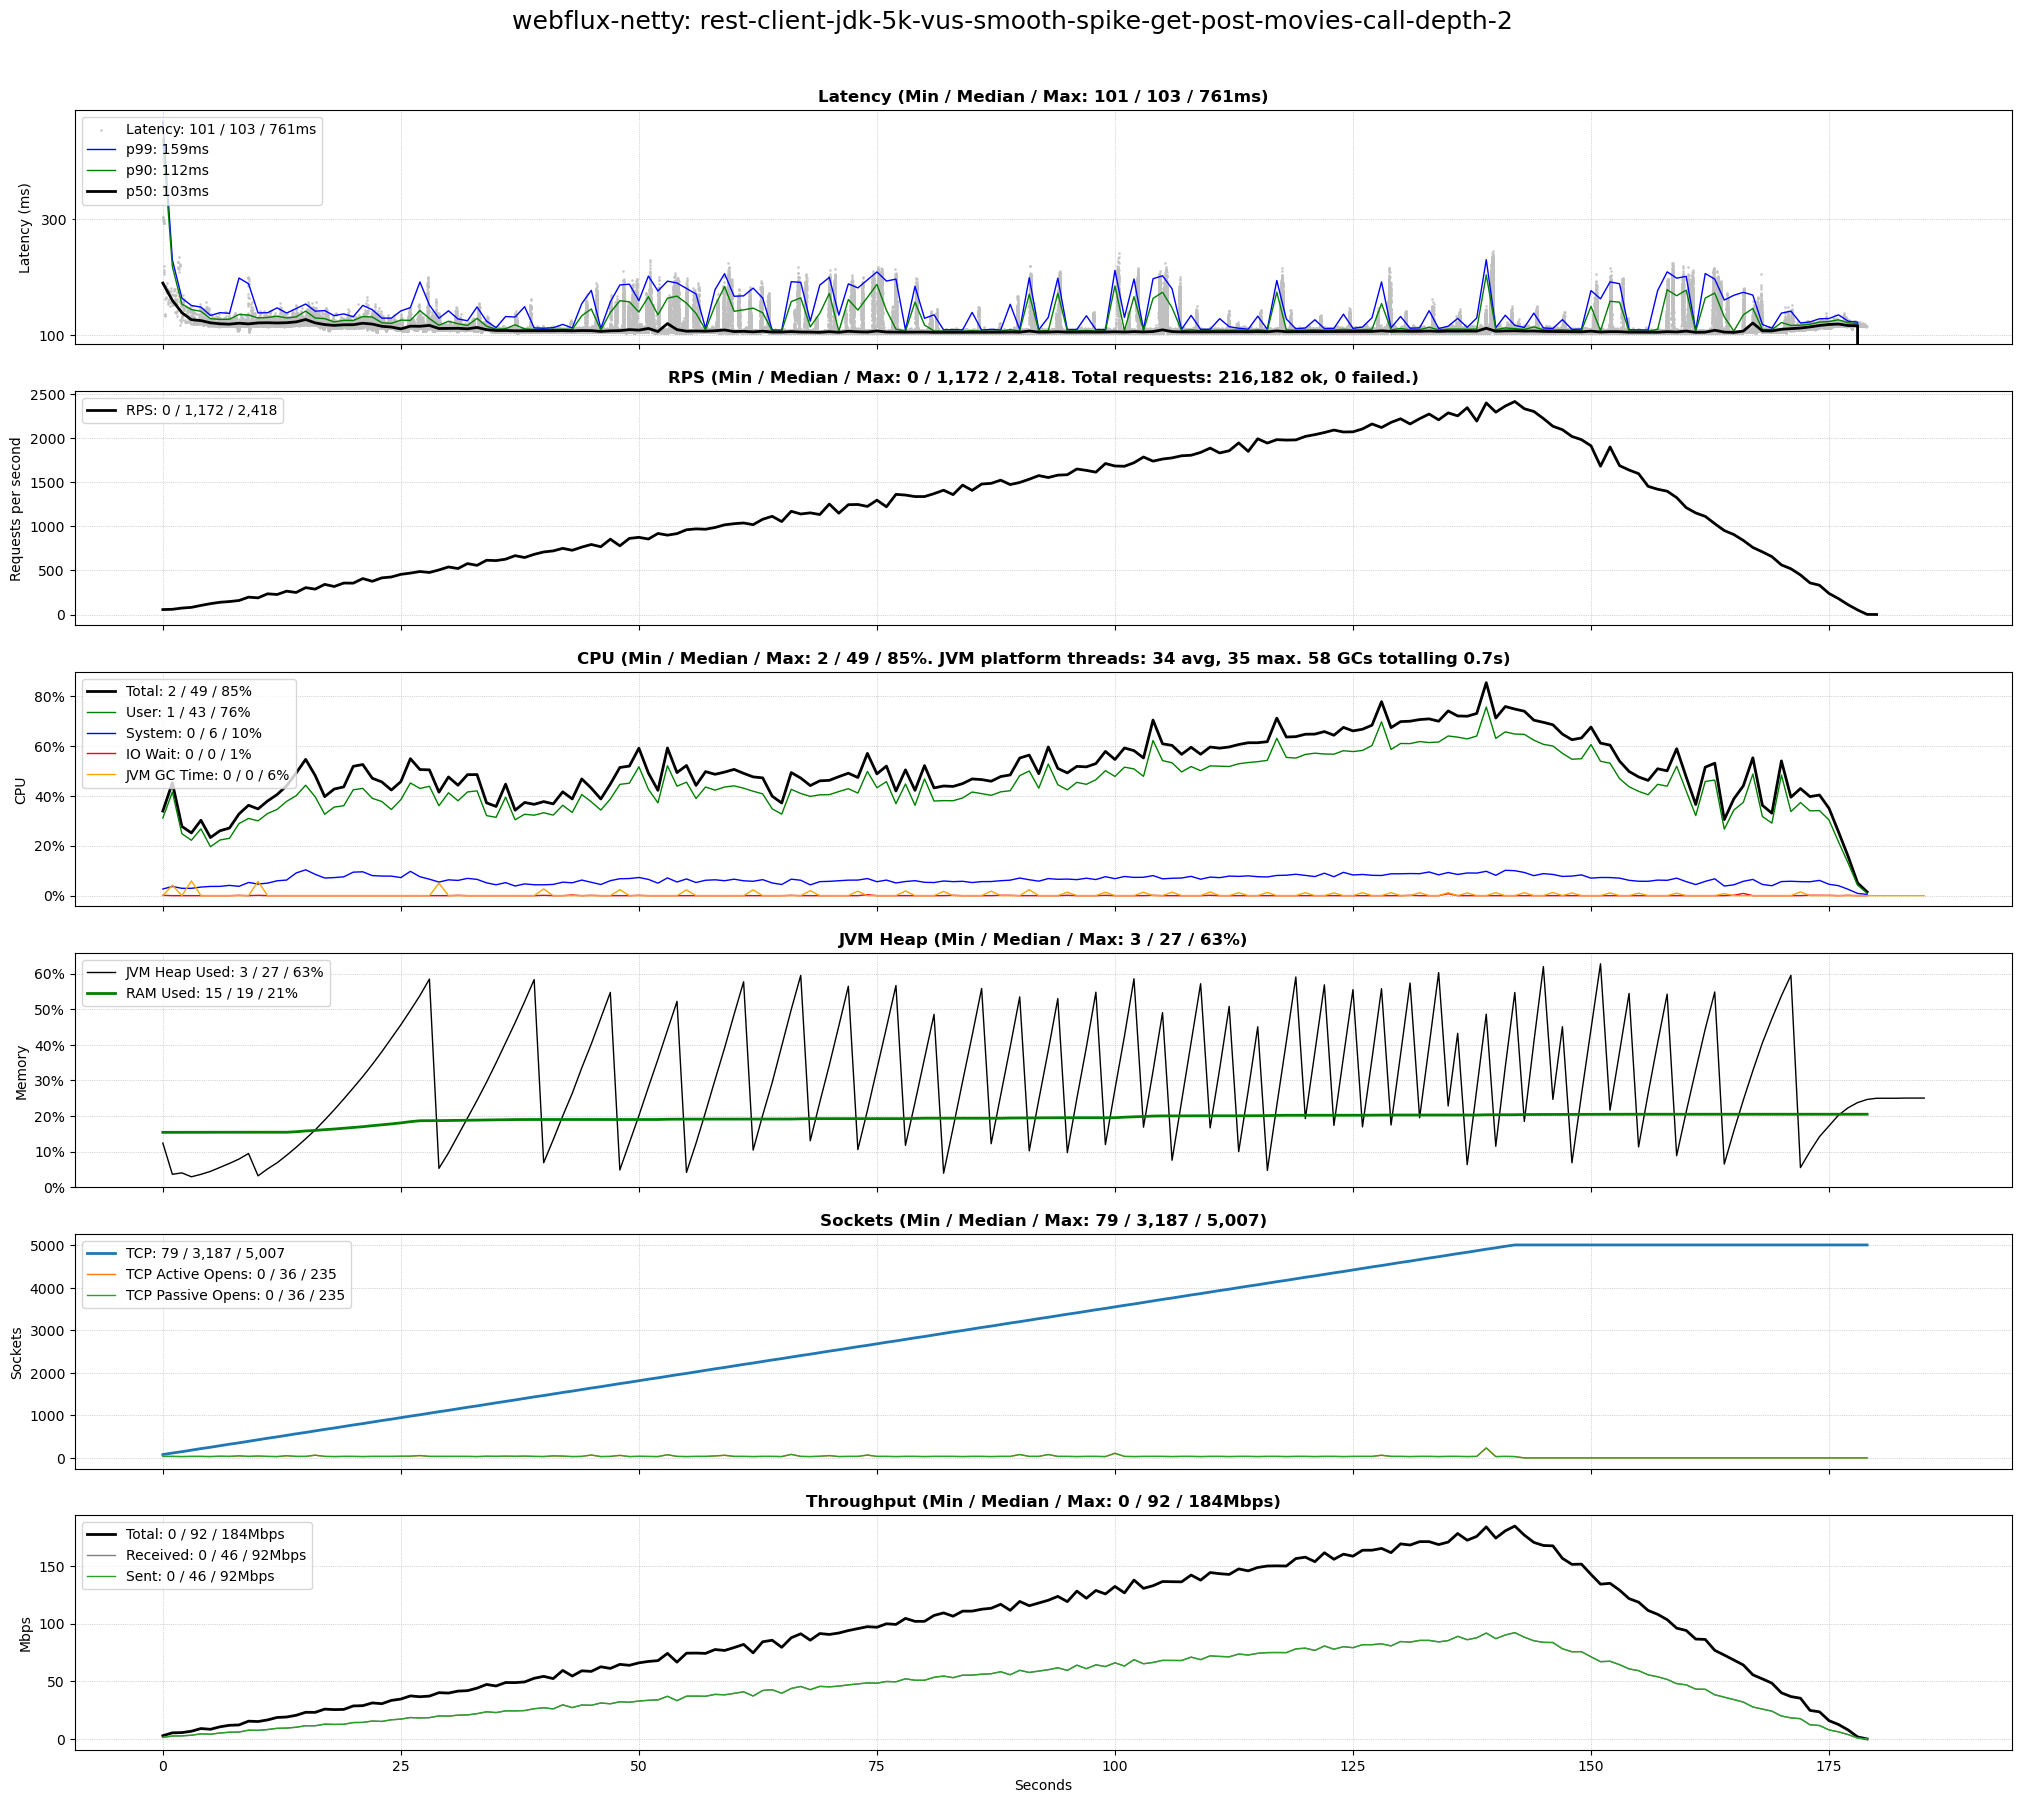 webflux-netty: rest-client-jdk-5k-vus-smooth-spike-get-post-movies-call-depth-2
Latency (Min / Median / Max: 101 / 103 / 761ms)
Latency: 101 / 103 / 761ms
p99: 159ms
p90: 112ms
p50: 103ms
Latency (ms)
300
100
RPS (Min / Median / Max: 0 / 1,172 / 2,418. Total requests: 216,182 ok, 0 failed.)
RPS: 0 / 1,172 / 2,418
Requests per second
2500
2000
1500
1000
500
0
CPU (Min / Median / Max: 2 / 49 / 85%. JVM platform threads: 34 avg, 35 max. 58 GCs totalling 0.7s)
Total: 2 / 49 / 85%
User: 1 / 43 / 76%
System: 0 / 6 / 10%
IO Wait: 0 / 0 / 1%
JVM GC Time: 0 / 0 / 6%
CPU
80%
60%
40%
20%
0%
JVM Heap (Min / Median / Max: 3 / 27 / 63%)
JVM Heap Used: 3 / 27 / 63%
RAM Used: 15 / 19 / 21%
Memory
60%
50%
40%
30%
20%
10%
0%
Sockets (Min / Median / Max: 79 / 3,187 / 5,007)
TCP: 79 / 3,187 / 5,007
TCP Active Opens: 0 / 36 / 235
TCP Passive Opens: 0 / 36 / 235
Sockets
5000
4000
3000
2000
1000
0
Throughput (Min / Median / Max: 0 / 92 / 184Mbps)
Total: 0 / 92 / 184Mbps
Received: 0 / 46 / 92Mbps
Sent: 0 / 46 / 92Mbps
Mbps
150
100
50
0
0 25 50 75 100 125 150 175
Seconds